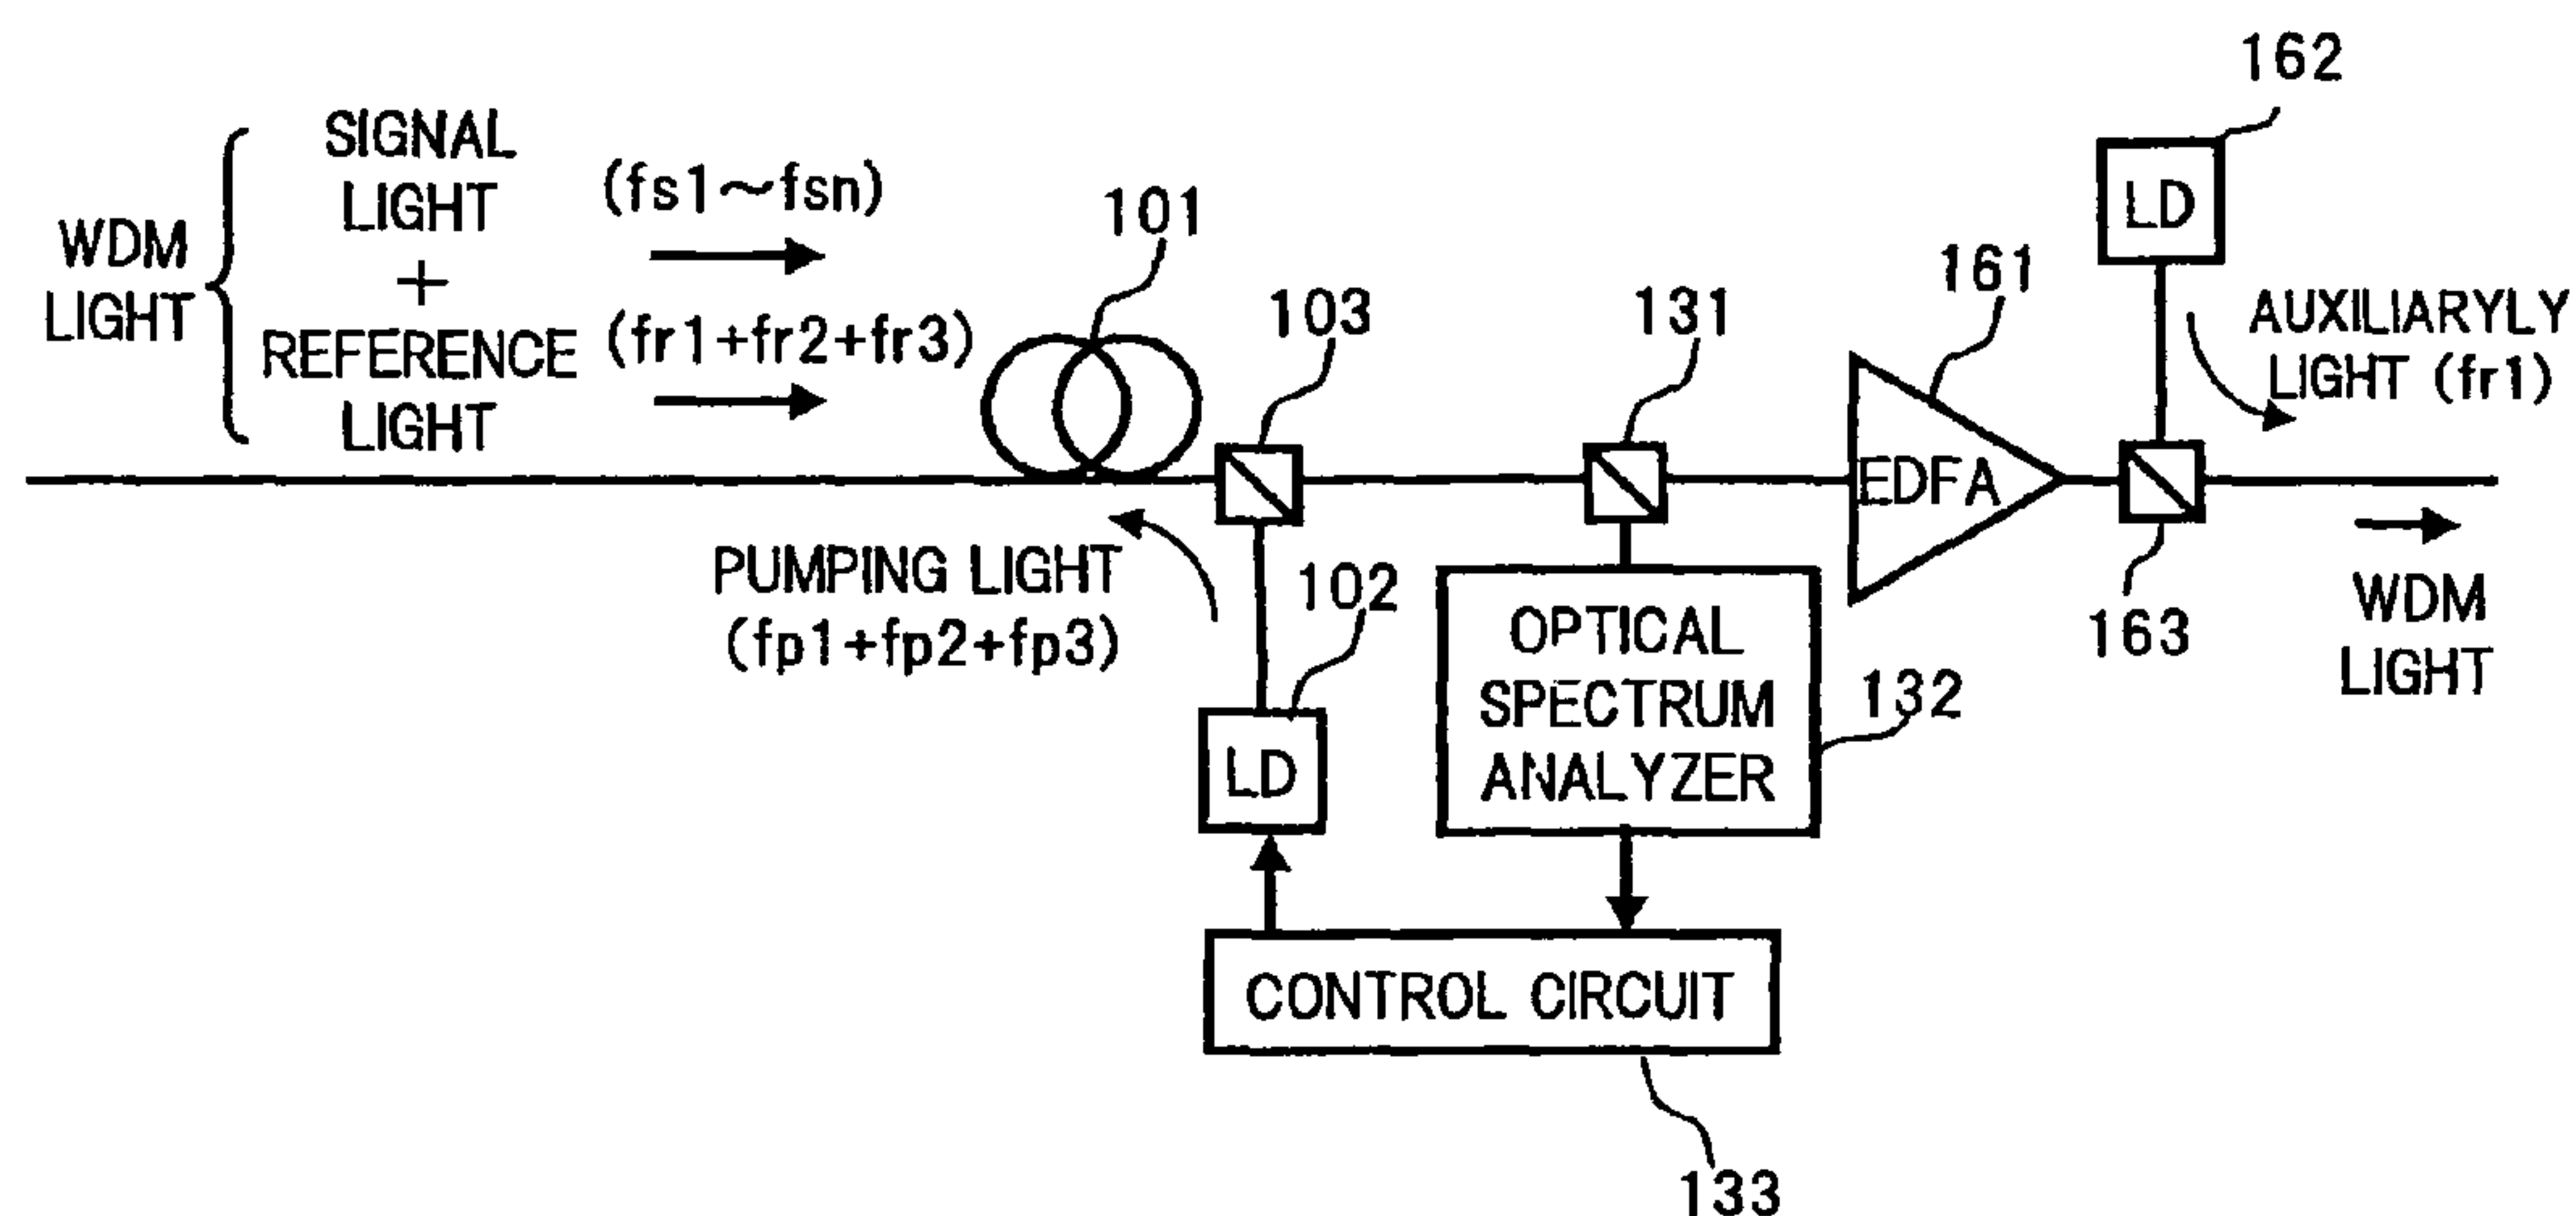 162
SIGNAL
LIGHT
(fs1~fsn)
WDM
LIGHT
+
REFERENCE
LIGHT
(fr1+fr2+fr3)
101
103
131
161
LD
AUXILIARYLY
LIGHT (fr1)
EDFA
PUMPING LIGHT
(fp1+fp2+fp3)
102
LD
OPTICAL
SPECTRUM
ANALYZER
132
163
WDM
LIGHT
CONTROL CIRCUIT
133